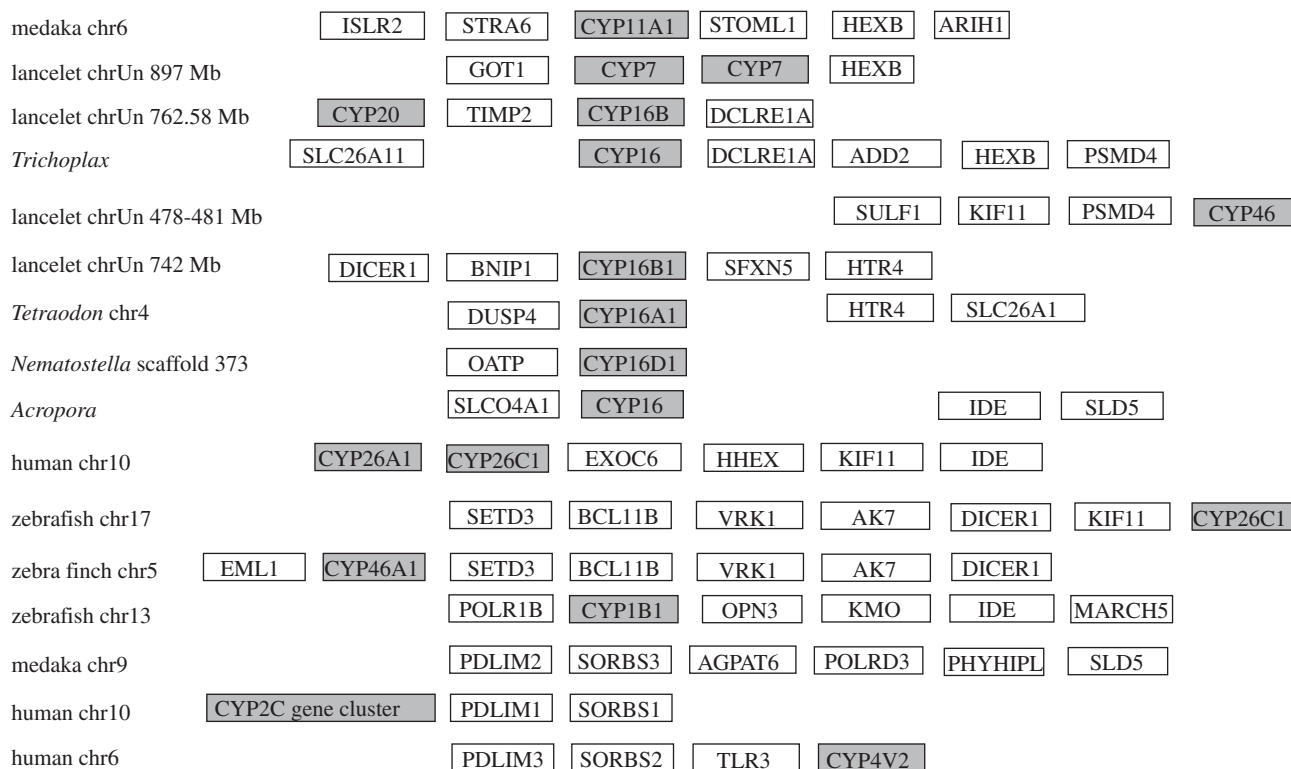 medaka chr6 ISLR2 STRA6 CYP11A1 STOML1 HEXB ARIH1
lancelet chrUn 897 Mb GOT1 CYP7 CYP7 HEXB
lancelet chrUn 762.58 Mb CYP20 TIMP2 CYP16B DCLRE1A
Trichoplax SLC26A11 CYP16 DCLRE1A ADD2 HEXB PSMD4
lancelet chrUn 478-481 Mb SULF1 KIF11 PSMD4 CYP46
lancelet chrUn 742 Mb DICER1 BNIP1 CYP16B1 SFXN5 HTR4
Tetraodon chr4 DUSP4 CYP16A1 HTR4 SLC26A1
Nematostella scaffold 373 OATP CYP16D1
Acropora SLCO4A1 CYP16 IDE SLD5
human chr10 CYP26A1 CYP26C1 EXOC6 HHEX KIF11 IDE
zebrafish chr17 SETD3 BCL11B VRK1 AK7 DICER1 KIF11 CYP26C1
zebra finch chr5 EML1 CYP46A1 SETD3 BCL11B VRK1 AK7 DICER1
zebrafish chr13 POLR1B CYP1B1 OPN3 KMO IDE MARCH5
medaka chr9 PDLIM2 SORBS3 AGPAT6 POLRD3 PHYHIPL SLD5
human chr10 CYP2C gene cluster PDLIM1 SORBS1
human chr6 PDLIM3 SORBS2 TLR3 CYP4V2